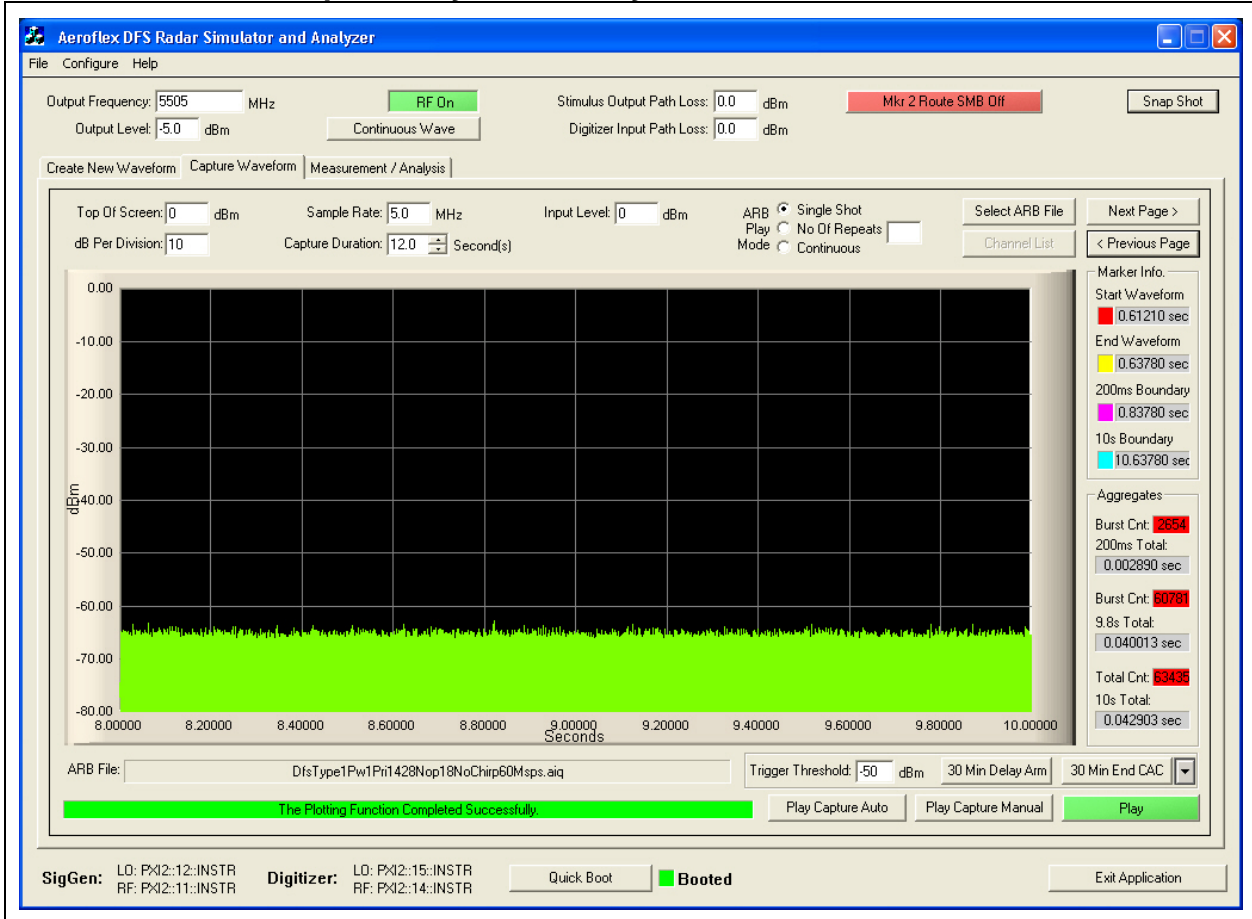 Aeroflex DFS Radar Simulator and Analyzer
File Configure Help
Output Frequency: 5505 MHz RF On Stimulus Output Path Loss: 0.0 dBm Mkr 2 Route SMB Off Snap Shot
Output Level: -5.0 dBm Continuous Wave Digitizer Input Path Loss: 0.0 dBm
Create New Waveform Capture Waveform Measurement / Analysis
Top Of Screen: 0 dBm Sample Rate: 5.0 MHz Input Level: 0 dBm ARB Play Mode Single Shot Select ARB File Next Page >
No Of Repeats
dB Per Division: 10 Capture Duration: 12.0 Second(s) Continuous Channel List < Previous Page
0.00
-10.00
-20.00
-30.00
-40.00
-50.00
-60.00
-70.00
-80.00
dBm
8.00000 8.20000 8.40000 8.60000 8.80000 9.00000 9.20000 9.40000 9.60000 9.80000 10.00000
Seconds
Marker Info.
Start Waveform
0.61210 sec
End Waveform
0.63780 sec
200ms Boundary
0.83780 sec
10s Boundary
10.63780 sec
Aggregates
Burst Cnt: 2654
200ms Total:
0.002890 sec
Burst Cnt: 60781
9.8s Total:
0.040013 sec
Total Cnt: 63435
10s Total:
0.042903 sec
ARB File: DfsType1Pw1Pri1428Nop18NoChirp60Msps.aiq Trigger Threshold: -50 dBm 30 Min Delay Arm 30 Min End CAC
The Plotting Function Completed Successfully. Play Capture Auto Play Capture Manual Play
SigGen: LO: PXI2::12::INSTR Digitizer: LO: PXI2::15::INSTR Quick Boot Booted Exit Application
RF: PXI2::11::INSTR RF: PXI2::14::INSTR